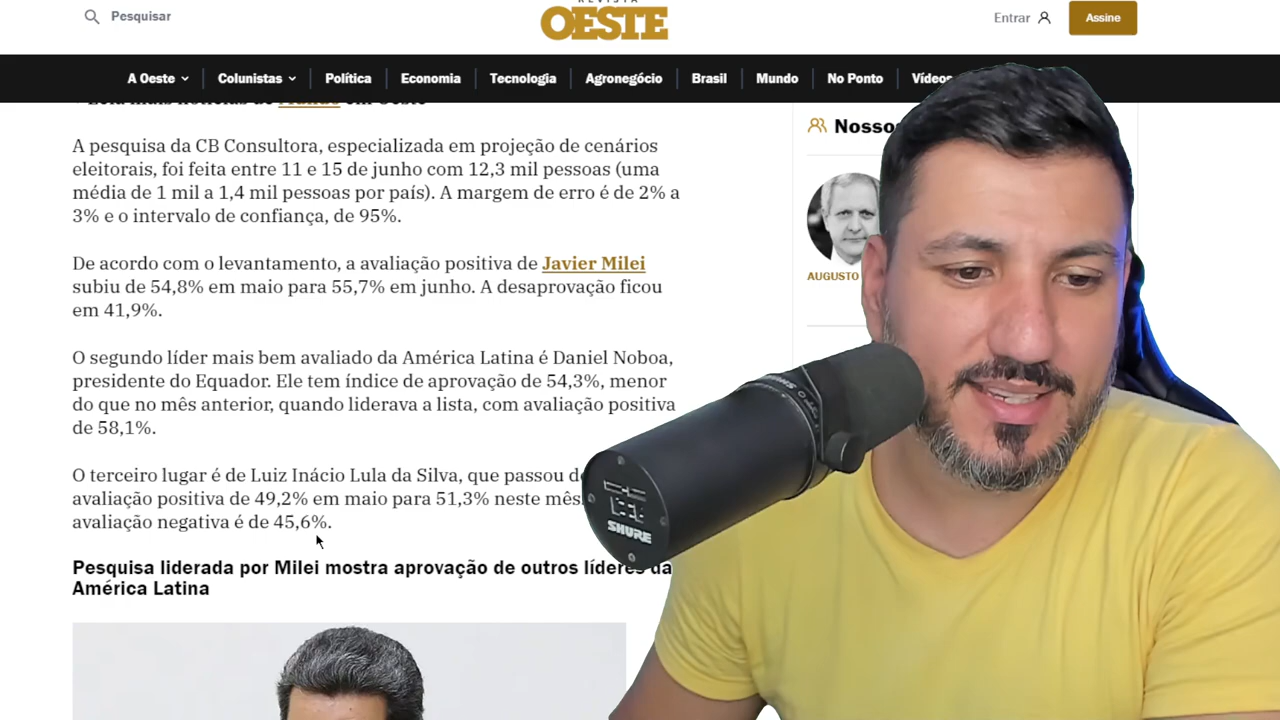 REVISTA
OESTE
Pesquisar
Entrar
Assine
A Oeste
Colunistas
Política
Economia
Tecnologia
Agronegócio
Brasil
Mundo
No Ponto
Vídeos
Leia mais notícias de Mundo em Oeste
A pesquisa da CB Consultora, especializada em projeção de cenários
eleitorais, foi feita entre 11 e 15 de junho com 12,3 mil pessoas (uma
média de 1 mil a 1,4 mil pessoas por país). A margem de erro é de 2% a
3% e o intervalo de confiança, de 95%.
De acordo com o levantamento, a avaliação positiva de Javier Milei
subiu de 54,8% em maio para 55,7% em junho. A desaprovação ficou
em 41,9%.
O segundo líder mais bem avaliado da América Latina é Daniel Noboa,
presidente do Equador. Ele tem índice de aprovação de 54,3%, menor
do que no mês anterior, quando liderava a lista, com avaliação positiva
de 58,1%.
O terceiro lugar é de Luiz Inácio Lula da Silva, que passou de
avaliação positiva de 49,2% em maio para 51,3% neste mês.
avaliação negativa é de 45,6%.
Pesquisa liderada por Milei mostra aprovação de outros líderes da
América Latina
Nosso
AUGUSTO
SHURE